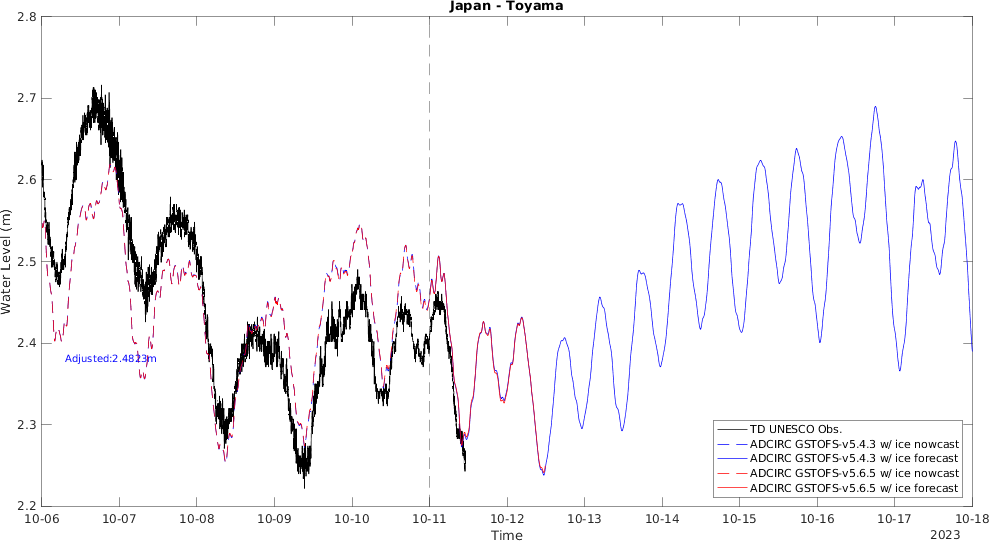 Japan - Toyama
2.8
2.7
2.6
2.5
2.4
2.3
2.2
Water Level (m)
Adjusted:2.4823m
TD UNESCO Obs.
ADCIRC GSTOFS-v5.4.3 w/ ice nowcast
ADCIRC GSTOFS-v5.4.3 w/ ice forecast
ADCIRC GSTOFS-v5.6.5 w/ ice nowcast
ADCIRC GSTOFS-v5.6.5 w/ ice forecast
10-06 10-07 10-08 10-09 10-10 10-11 10-12 10-13 10-14 10-15 10-16 10-17 10-18
Time
2023